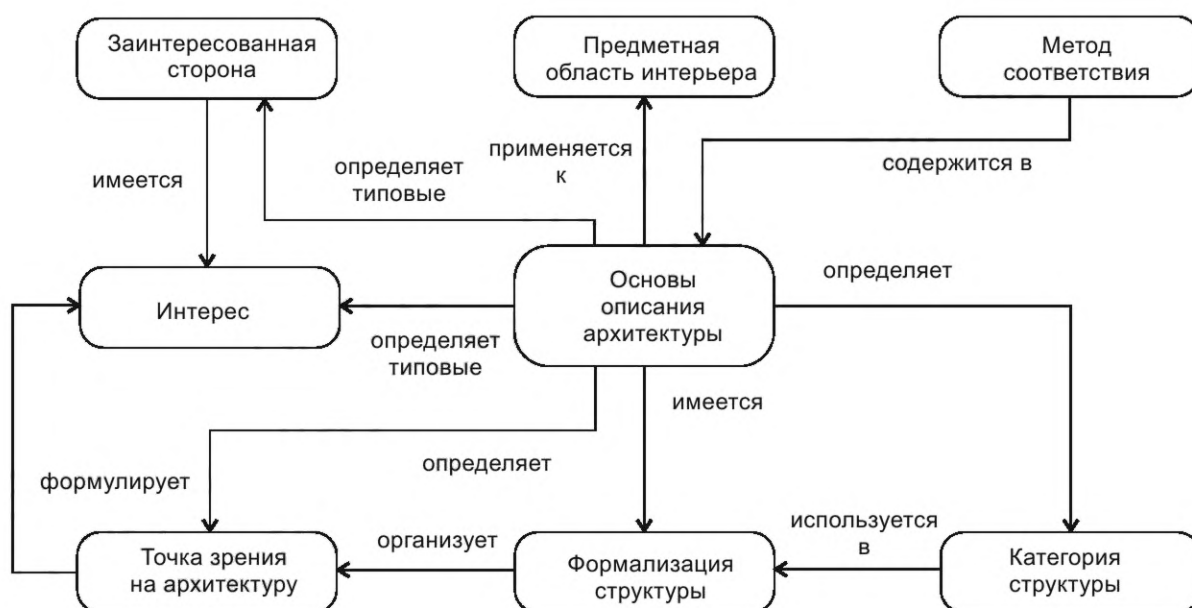 Заинтересованная
сторона
Предметная
область интерьера
Метод
соответствия
имеется
определяет
типовые
применяется
к
содержится в
Интерес
Основы
описания
архитектуры
определяет
определяет
типовые
имеется
формулирует
определяет
Точка зрения
на архитектуру
организует
Формализация
структуры
используется
в
Категория
структуры